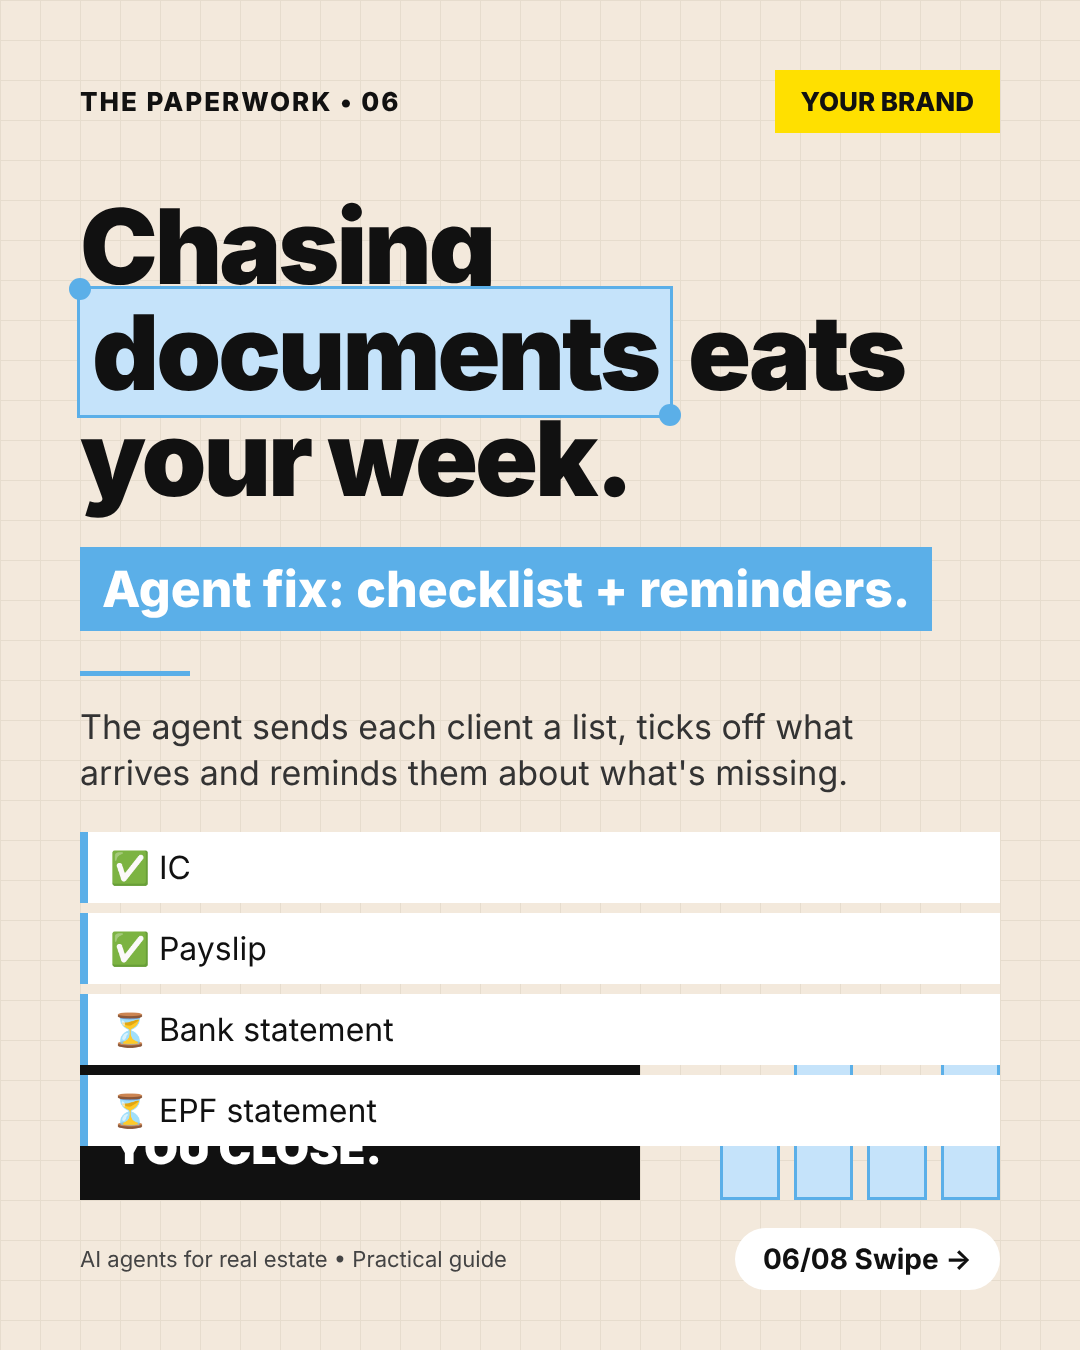 THE PAPERWORK • 06
YOUR BRAND
Chasing
documents eats
your week.
Agent fix: checklist + reminders.
The agent sends each client a list, ticks off what
arrives and reminds them about what's missing.
✅ IC
✅ Payslip
⏳ Bank statement
⏳ EPF statement
YOU CLOSE.
AI agents for real estate • Practical guide
06/08 Swipe →